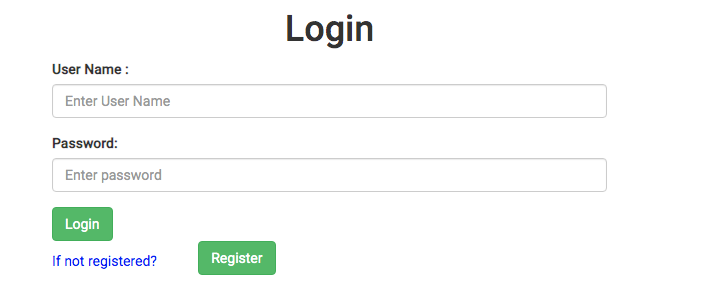 Login
User Name :
Enter User Name
Password:
Enter password
Login
If not registered? Register